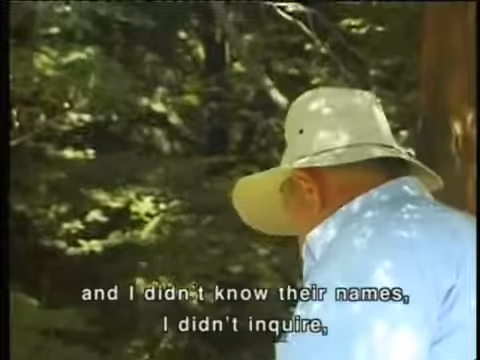 and I didn't know their names,
I didn't inquire,